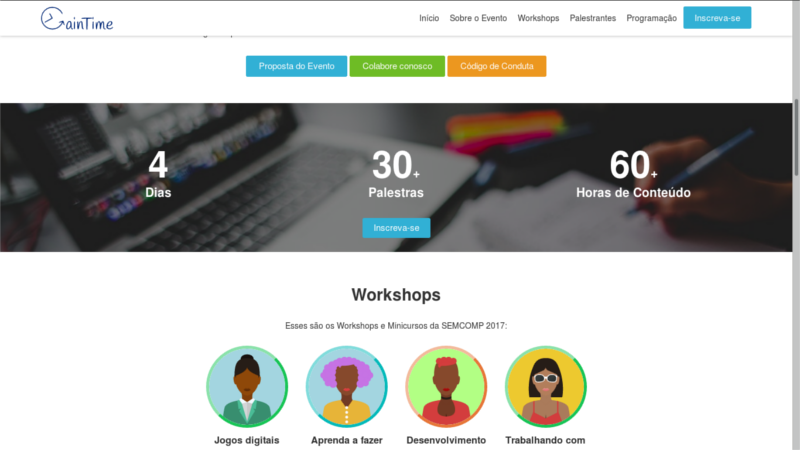 GainTime
Início Sobre o Evento Workshops Palestrantes Programação Inscreva-se
Proposta do Evento Colabore conosco Código de Conduta
4 30+ 60+
Dias Palestras Horas de Conteúdo
Inscreva-se
Workshops
Esses são os Workshops e Minicursos da SEMCOMP 2017:
Jogos digitais Aprenda a fazer Desenvolvimento Trabalhando com